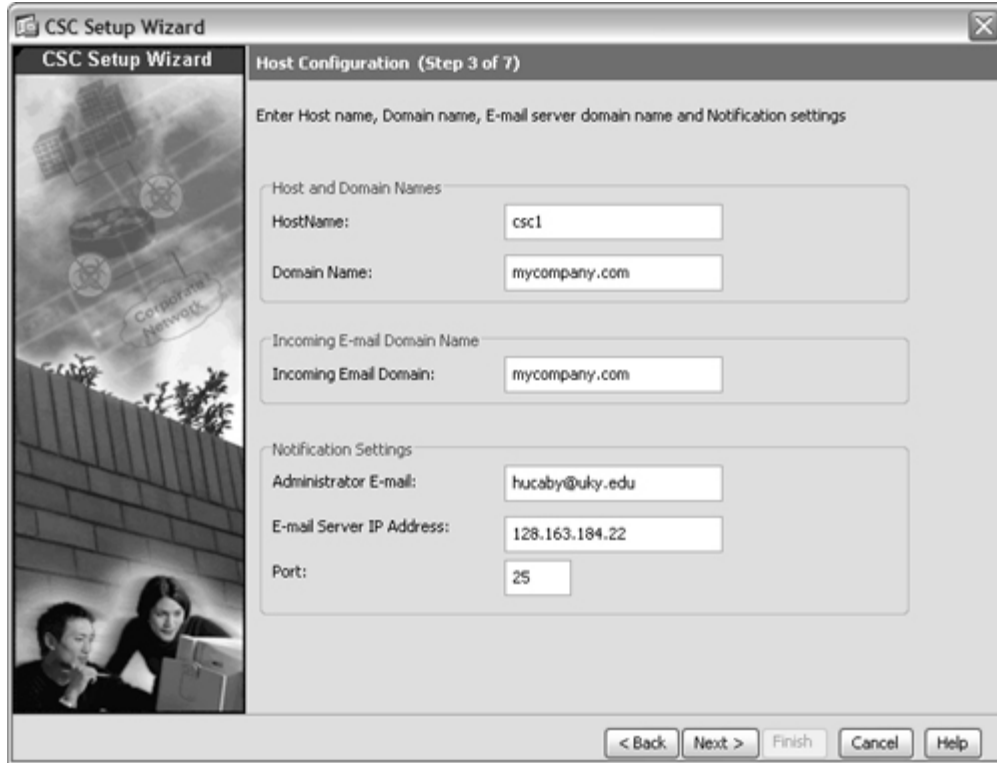 CSC Setup Wizard
CSC Setup Wizard
Host Configuration (Step 3 of 7)
Enter Host name, Domain name, E-mail server domain name and Notification settings
Host and Domain Names
HostName: csc1
Domain Name: mycompany.com
Incoming E-mail Domain Name
Incoming Email Domain: mycompany.com
Notification Settings
Administrator E-mail: hucaby@uky.edu
E-mail Server IP Address: 128.163.184.22
Port: 25
Corporate
Network
< Back Next > Finish Cancel Help